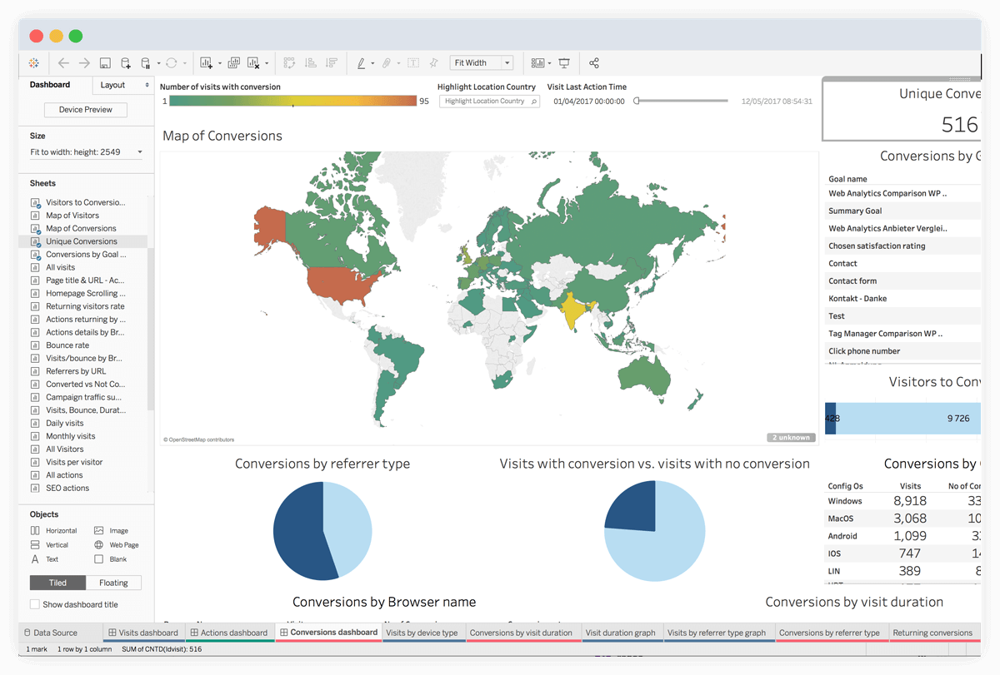 Fit Width
Dashboard
Layout
Device Preview
Size
Fit to width: height: 2549
Sheets
Visitors to Conversio...
Map of Visitors
Map of Conversions
Unique Conversions
Conversions by Goal ...
All visits
Page title & URL - Ac...
Homepage Scrolling ...
Returning visitors rate
Actions returning by ...
Actions details by Br...
Bounce rate
Visits/bounce by Br...
Referrers by URL
Converted vs Not Co...
Campaign traffic su...
Visits, Bounce, Durat...
Daily visits
Monthly visits
All Visitors
Visits per visitor
All actions
SEO actions
Objects
Horizontal
Image
Vertical
Web Page
Text
Blank
Tiled
Floating
Show dashboard title
Number of visits with conversion
1
95
Highlight Location Country
Highlight Location Country
Visit Last Action Time
01/04/2017 00:00:00
12/05/2017 08:54:31
Map of Conversions
© OpenStreetMap contributors
2 unknown
Unique Conve
516
Conversions by G
Goal name
Web Analytics Comparison WP ..
Summary Goal
Web Analytics Anbieter Verglei..
Chosen satisfaction rating
Contact
Contact form
Kontakt - Danke
Test
Tag Manager Comparison WP ..
Click phone number
Visitors to Con
428
9 726
Conversions by referrer type
Visits with conversion vs. visits with no conversion
Conversions by
Config Os Visits No of Con
Windows 8,918 33
MacOS 3,068 10
Android 1,099
IOS 747
LIN 389
Conversions by Browser name
Conversions by visit duration
Data Source
Visits dashboard
Actions dashboard
Conversions dashboard
Visits by device type
Conversions by visit duration
Visit duration graph
Visits by referrer type graph
Conversions by referrer type
Returning conversions
1 mark 1 row by 1 column SUM of CNTD(Idvisit): 516